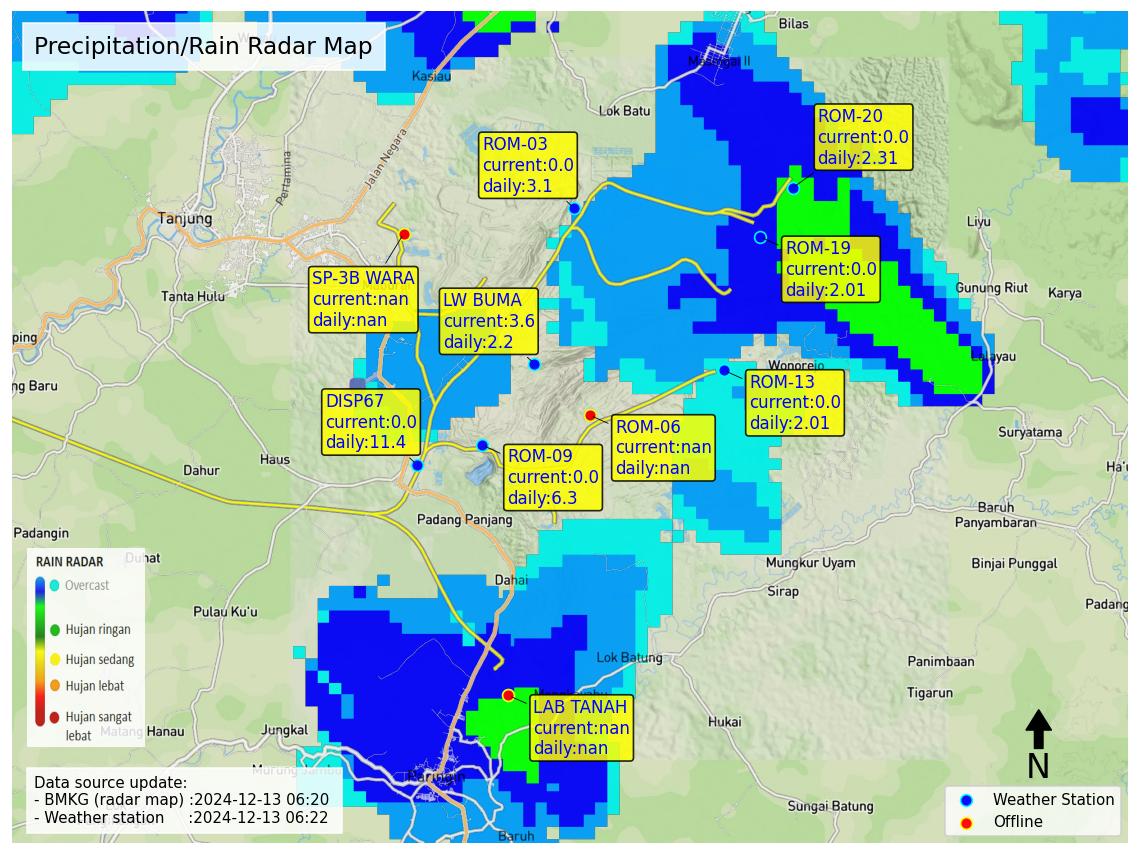 Precipitation/Rain Radar Map
Bilas
Kasiau
Lok Batu
ROM-20
current:0.0
daily:2.31
ROM-03
current:0.0
daily:3.1
Jalan Negara
Pertamina
Tanjung
Liyu
ROM-19
current:0.0
daily:2.01
SP-3B WARA
current:nan
daily:nan
Tanta Hulu
LW BUMA
current:3.6
daily:2.2
Gunung Riut
Karya
ping
Lalayau
Wonorejo
ng Baru
ROM-13
current:0.0
daily:2.01
DISP67
current:0.0
daily:11.4
ROM-06
current:nan
daily:nan
Suryatama
Haus
Dahur
ROM-09
current:0.0
daily:6.3
Ha'u
Padang Panjang
Baruh
Panyambaran
Padangin
Duhat
Mungkur Uyam
Binjai Punggal
Dahai
Sirap
Padang
Pulau Ku'u
RAIN RADAR
Overcast
Hujan ringan
Hujan sedang
Hujan lebat
Hujan sangat
lebat
Lok Batung
Panimbaan
Tigarun
LAB TANAH
current:nan
daily:nan
Hukai
Matang Hanau
Jungkal
Murung Jambu
Paringin
N
Data source update:
- BMKG (radar map) :2024-12-13 06:20
- Weather station :2024-12-13 06:22
Sungai Batung
Baruh
Weather Station
Offline